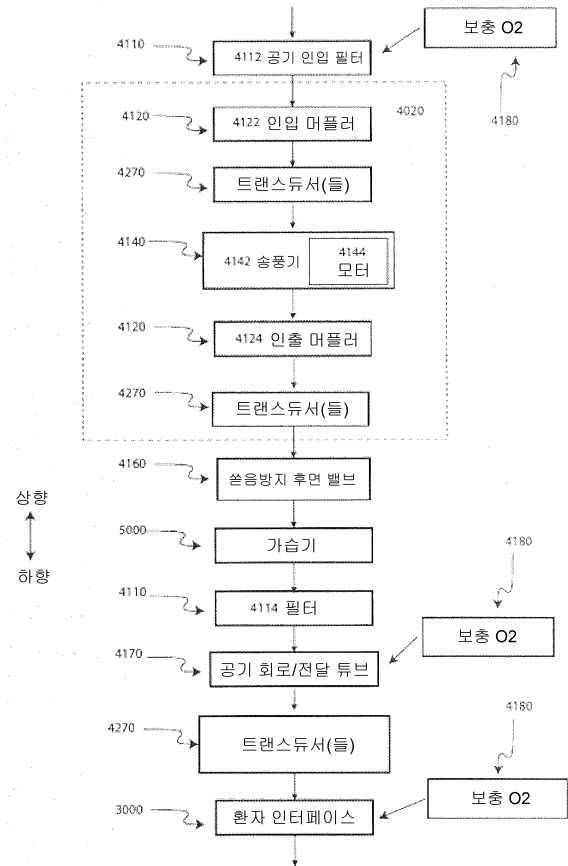 보충 O2
4110
4112 공기 인입 필터
4180
4020
4120
4122 인입 머플러
4270
트랜스듀서(들)
4140
4142 송풍기
4144
모터
4120
4124 인출 머플러
4270
트랜스듀서(들)
4160
쏟음방지 후면 밸브
상향
하향
5000
가습기
4180
4110
4114 필터
보충 O2
4170
공기 회로/전달 튜브
4180
4270
트랜스듀서(들)
보충 O2
3000
환자 인터페이스